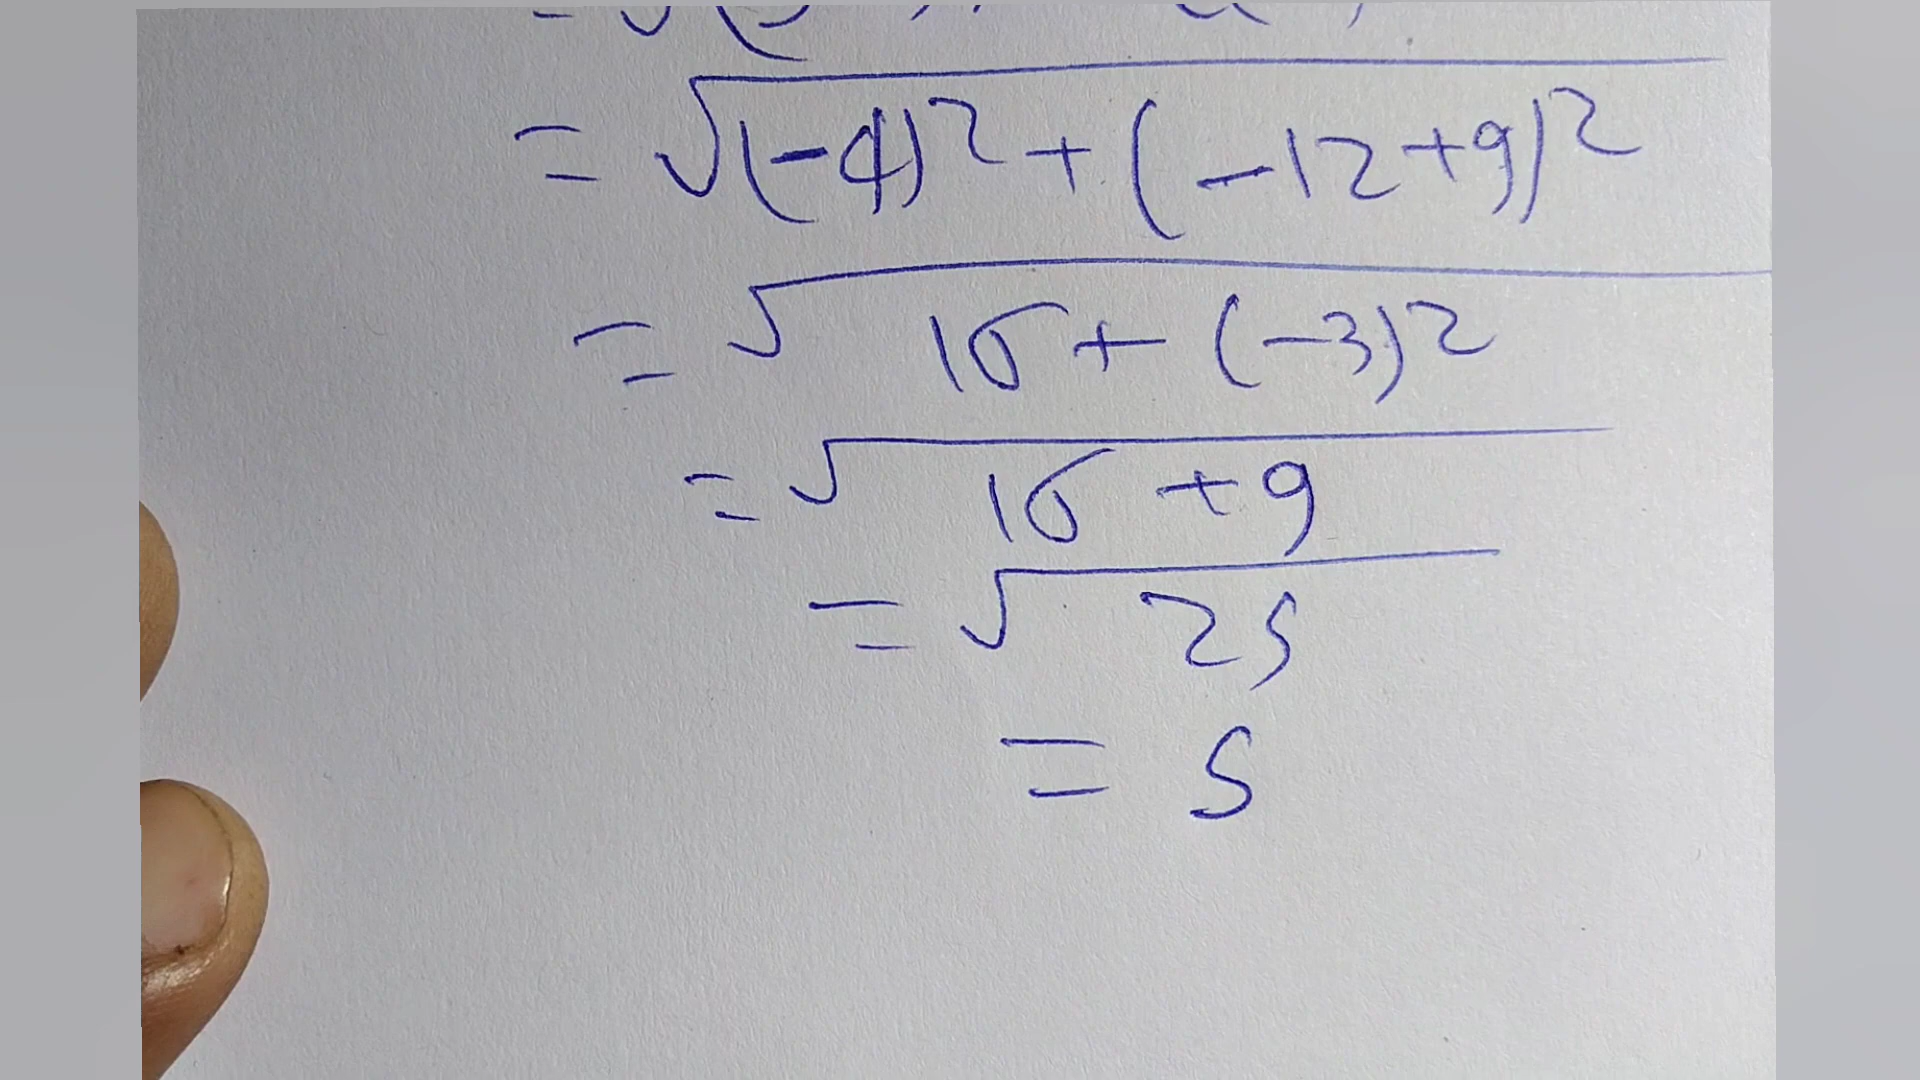 = √(-4)² + (-12+9)²
= √16 + (-3)²
= √16 + 9
= √25
= 5